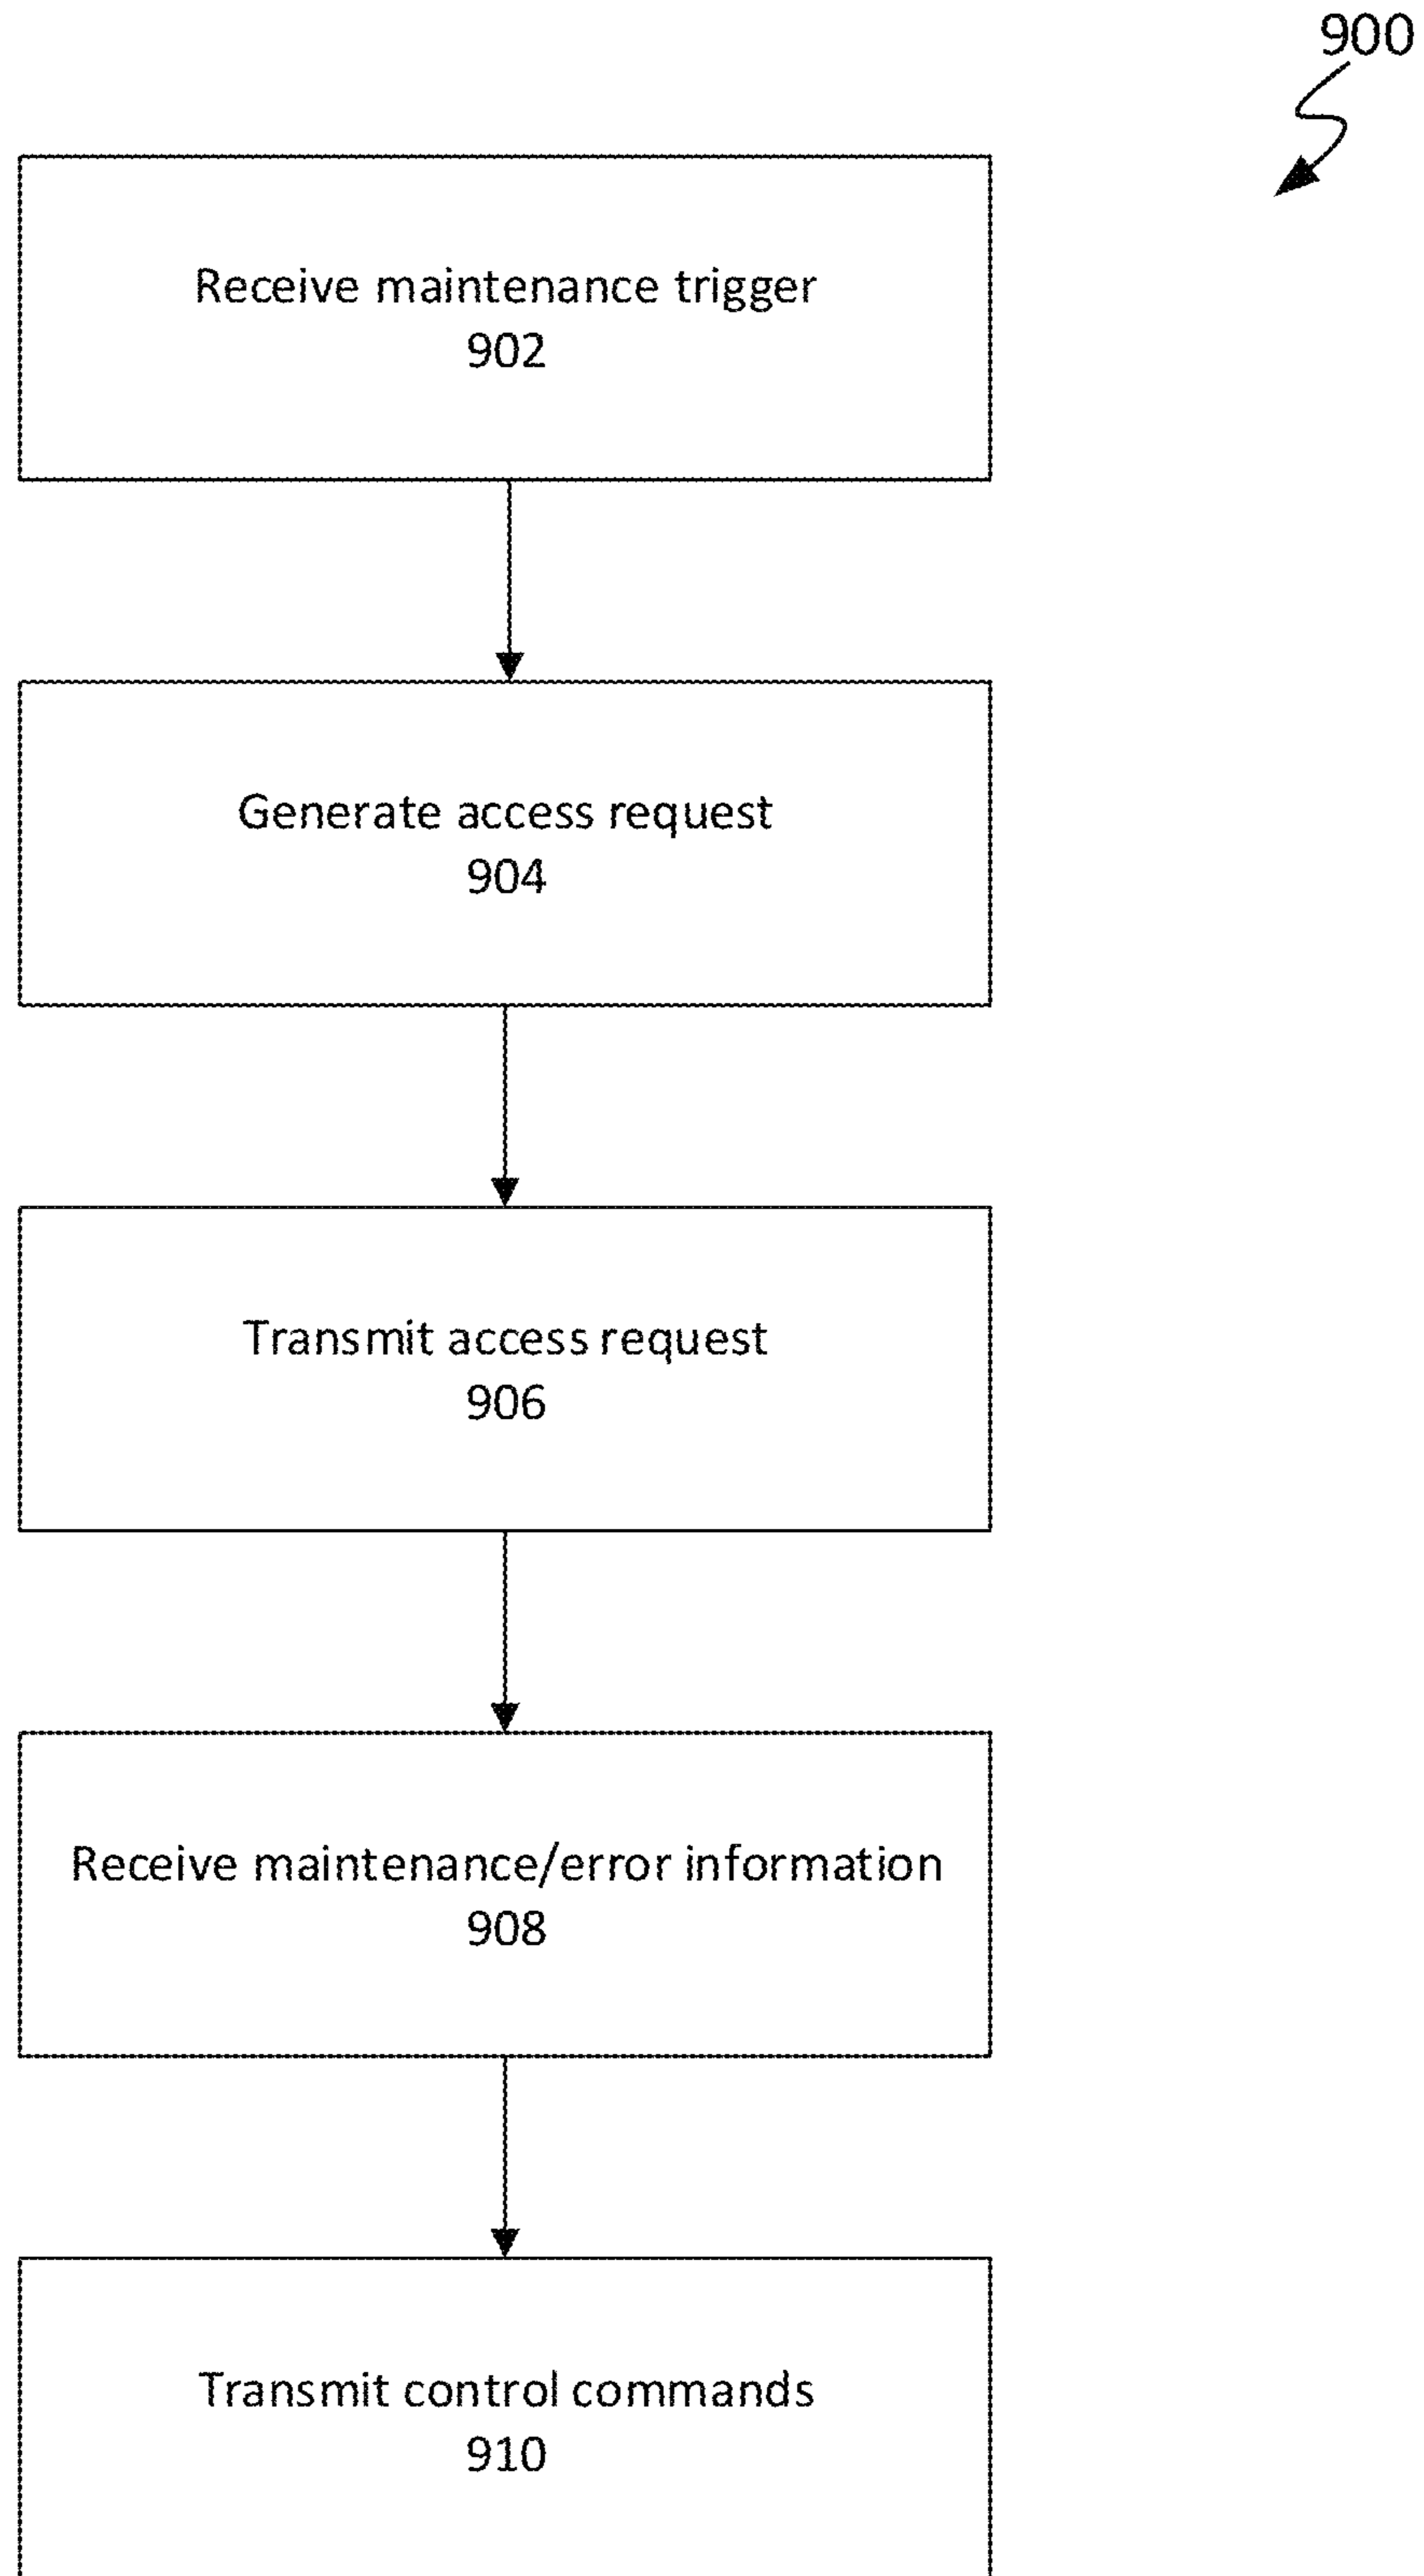 900
Receive maintenance trigger
902
Generate access request
904
Transmit access request
906
Receive maintenance/error information
908
Transmit control commands
910